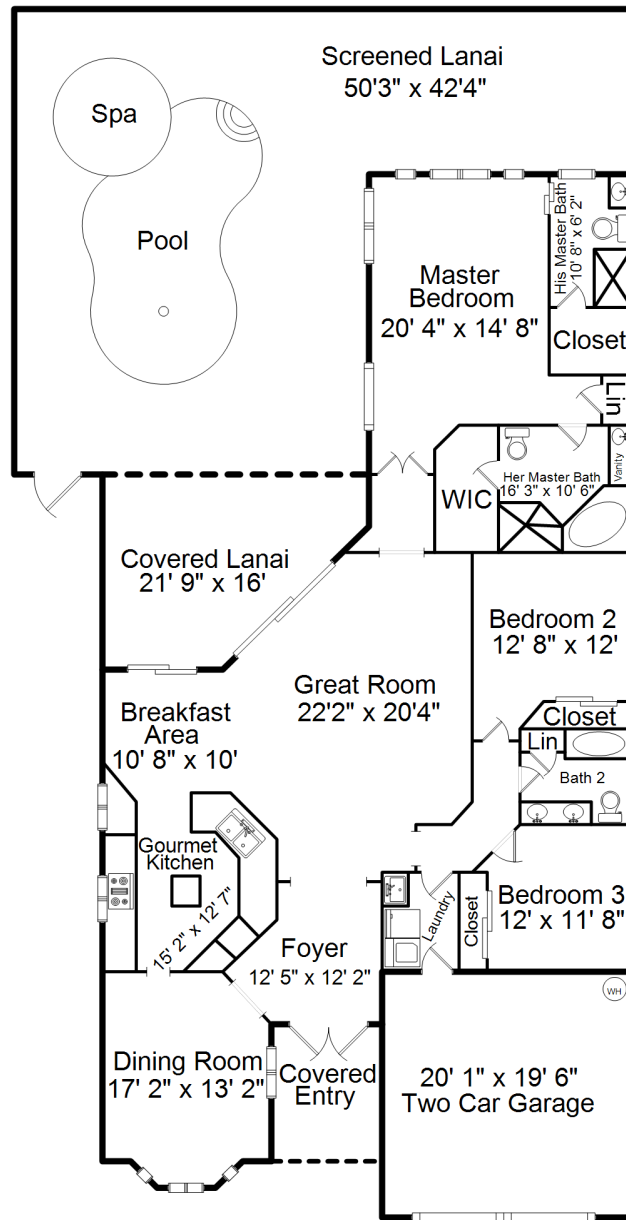 Screened Lanai
50'3" x 42'4"
Spa
Pool
His Master Bath
10' 8" x 6' 2"
Master
Bedroom
20' 4" x 14' 8"
Closet
Lin
Vanity
Her Master Bath
16' 3" x 10' 6"
WIC
Covered Lanai
21' 9" x 16'
Bedroom 2
12' 8" x 12'
Great Room
22'2" x 20'4"
Closet
Breakfast
Area
10' 8" x 10'
Lin
Bath 2
Gourmet
Kitchen
15' 2" x 12' 7"
Laundry
Closet
Bedroom 3
12' x 11' 8"
Foyer
12' 5" x 12' 2"
WH
Dining Room
17' 2" x 13' 2"
Covered
Entry
20' 1" x 19' 6"
Two Car Garage